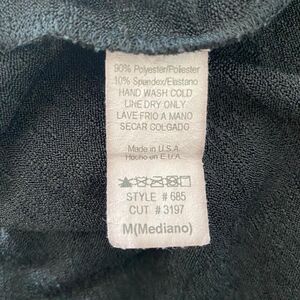 90% Polyester/Poliester
10% Spandex/Elastano
HAND WASH COLD
LINE DRY ONLY
LAVE FRIO A MANO
SECAR COLGADO
Made in U.S.A.
Hecho en E.U.A.
STYLE # 685
CUT # 3197
M(Mediano)